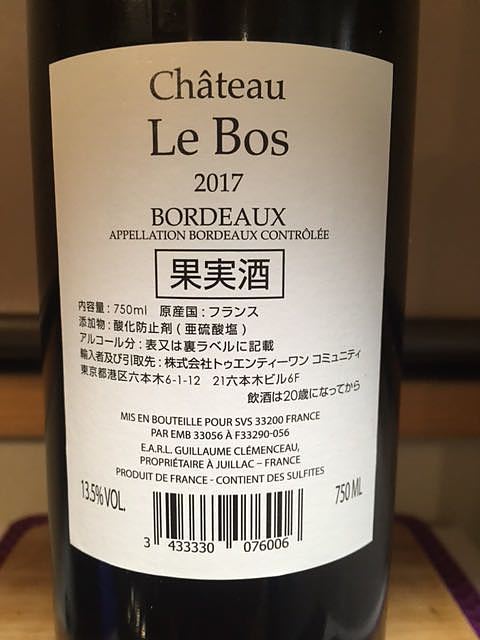 Château
Le Bos
2017
BORDEAUX
APPELLATION BORDEAUX CONTRÔLÉE
果実酒
内容量：750ml 原産国：フランス
添加物：酸化防止剤（亜硫酸塩）
アルコール分：表又は裏ラベルに記載
輸入者及び引取先：株式会社トゥエンティーワン コミュニティ
東京都港区六本木6-1-12 21六本木ビル6F
飲酒は20歳になってから
MIS EN BOUTEILLE POUR SVS 33200 FRANCE
PAR EMB 33056 À F33290-056
E.A.R.L. GUILLAUME CLÉMENCEAU,
PROPRIÉTAIRE À JUILLAC – FRANCE
PRODUIT DE FRANCE - CONTIENT DES SULFITES
13.5% VOL.
750 ML
3 433330 076006